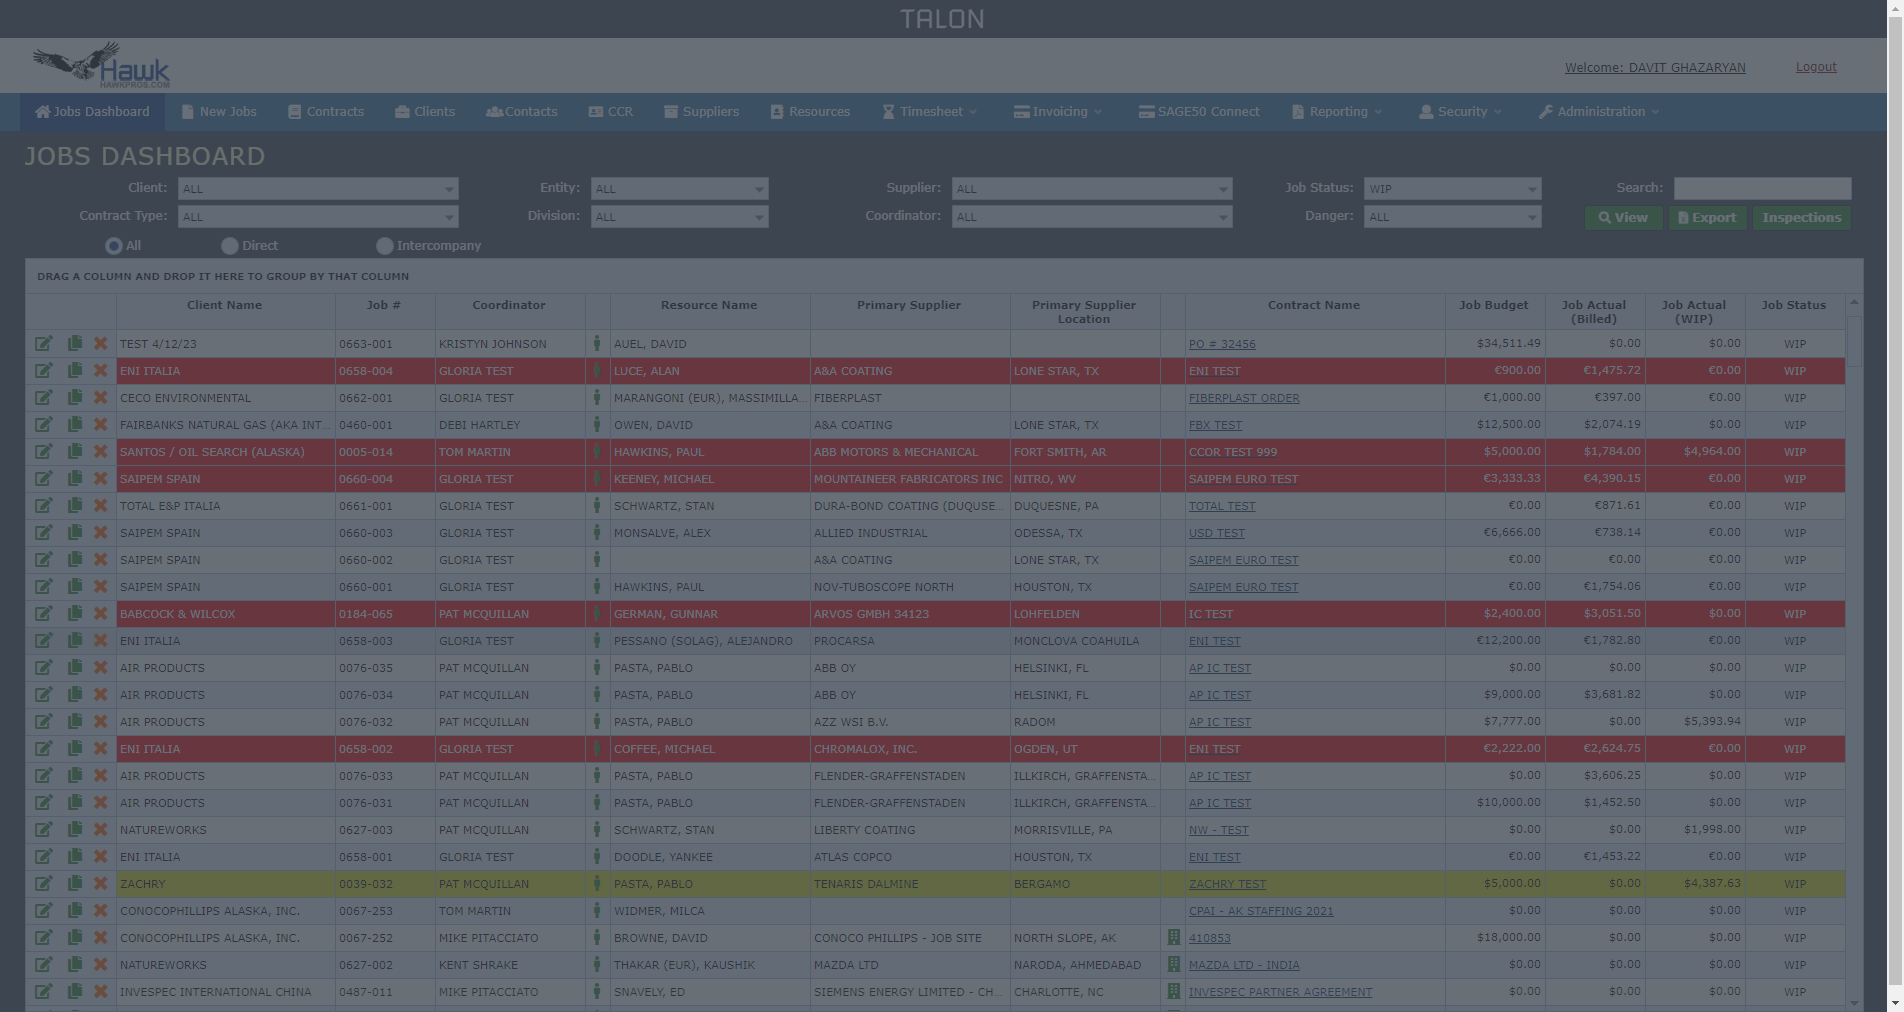 TALON
Hawk
HAWKPROS.COM
Welcome: DAVIT GHAZARYAN Logout
Jobs Dashboard New Jobs Contracts Clients Contacts CCR Suppliers Resources Timesheet Invoicing SAGE50 Connect Reporting Security Administration
JOBS DASHBOARD
Client: ALL Entity: ALL Supplier: ALL Job Status: WIP Search:
Contract Type: ALL Division: ALL Coordinator: ALL Danger: ALL View Export Inspections
All Direct Intercompany
DRAG A COLUMN AND DROP IT HERE TO GROUP BY THAT COLUMN
Client Name Job # Coordinator Resource Name Primary Supplier Primary Supplier Location Contract Name Job Budget Job Actual (Billed) Job Actual (WIP) Job Status
TEST 4/12/23 0663-001 KRISTYN JOHNSON AUEL, DAVID PO # 32456 $34,511.49 $0.00 $0.00 WIP
ENI ITALIA 0658-004 GLORIA TEST LUCE, ALAN A&A COATING LONE STAR, TX ENI TEST €900.00 €1,475.72 €0.00 WIP
CECO ENVIRONMENTAL 0662-001 GLORIA TEST MARANGONI (EUR), MASSIMILLA... FIBERPLAST FIBERPLAST ORDER €1,000.00 €397.00 €0.00 WIP
FAIRBANKS NATURAL GAS (AKA INT... 0460-001 DEBI HARTLEY OWEN, DAVID A&A COATING LONE STAR, TX FBX TEST $12,500.00 $2,074.19 $0.00 WIP
SANTOS / OIL SEARCH (ALASKA) 0005-014 TOM MARTIN HAWKINS, PAUL ABB MOTORS & MECHANICAL FORT SMITH, AR CCOR TEST 999 $5,000.00 $1,784.00 $4,964.00 WIP
SAIPEM SPAIN 0660-004 GLORIA TEST KEENEY, MICHAEL MOUNTAINEER FABRICATORS INC NITRO, WV SAIPEM EURO TEST €3,333.33 €4,390.15 €0.00 WIP
TOTAL E&P ITALIA 0661-001 GLORIA TEST SCHWARTZ, STAN DURA-BOND COATING (DUQUSE... DUQUESNE, PA TOTAL TEST €0.00 €871.61 €0.00 WIP
SAIPEM SPAIN 0660-003 GLORIA TEST MONSALVE, ALEX ALLIED INDUSTRIAL ODESSA, TX USD TEST €6,666.00 €738.14 €0.00 WIP
SAIPEM SPAIN 0660-002 GLORIA TEST A&A COATING LONE STAR, TX SAIPEM EURO TEST €0.00 €0.00 €0.00 WIP
SAIPEM SPAIN 0660-001 GLORIA TEST HAWKINS, PAUL NOV-TUBOSCOPE NORTH HOUSTON, TX SAIPEM EURO TEST €0.00 €1,754.06 €0.00 WIP
BABCOCK & WILCOX 0184-065 PAT MCQUILLAN GERMAN, GUNNAR ARVOS GMBH 34123 LOHFELDEN IC TEST $2,400.00 $3,051.50 $0.00 WIP
ENI ITALIA 0658-003 GLORIA TEST PESSANO (SOLAG), ALEJANDRO PROCARSA MONCLOVA COAHUILA ENI TEST €12,200.00 €1,782.80 €0.00 WIP
AIR PRODUCTS 0076-035 PAT MCQUILLAN PASTA, PABLO ABB OY HELSINKI, FL AP IC TEST $0.00 $0.00 $0.00 WIP
AIR PRODUCTS 0076-034 PAT MCQUILLAN PASTA, PABLO ABB OY HELSINKI, FL AP IC TEST $9,000.00 $3,681.82 $0.00 WIP
AIR PRODUCTS 0076-032 PAT MCQUILLAN PASTA, PABLO AZZ WSI B.V. RADOM AP IC TEST $7,777.00 $0.00 $5,393.94 WIP
ENI ITALIA 0658-002 GLORIA TEST COFFEE, MICHAEL CHROMALOX, INC. OGDEN, UT ENI TEST €2,222.00 €2,624.75 €0.00 WIP
AIR PRODUCTS 0076-033 PAT MCQUILLAN PASTA, PABLO FLENDER-GRAFFENSTADEN ILLKIRCH, GRAFFENSTA... AP IC TEST $0.00 $3,606.25 $0.00 WIP
AIR PRODUCTS 0076-031 PAT MCQUILLAN PASTA, PABLO FLENDER-GRAFFENSTADEN ILLKIRCH, GRAFFENSTA... AP IC TEST $10,000.00 $1,452.50 $0.00 WIP
NATUREWORKS 0627-003 PAT MCQUILLAN SCHWARTZ, STAN LIBERTY COATING MORRISVILLE, PA NW - TEST $0.00 $0.00 $1,998.00 WIP
ENI ITALIA 0658-001 GLORIA TEST DOODLE, YANKEE ATLAS COPCO HOUSTON, TX ENI TEST €0.00 €1,453.22 €0.00 WIP
ZACHRY 0039-032 PAT MCQUILLAN PASTA, PABLO TENARIS DALMINE BERGAMO ZACHRY TEST $5,000.00 $0.00 $4,387.63 WIP
CONOCOPHILLIPS ALASKA, INC. 0067-253 TOM MARTIN WIDMER, MILCA CPAI - AK STAFFING 2021 $0.00 $0.00 $0.00 WIP
CONOCOPHILLIPS ALASKA, INC. 0067-252 MIKE PITACCIATO BROWNE, DAVID CONOCO PHILLIPS - JOB SITE NORTH SLOPE, AK 410853 $18,000.00 $0.00 $0.00 WIP
NATUREWORKS 0627-002 KENT SHRAKE THAKAR (EUR), KAUSHIK MAZDA LTD NARODA, AHMEDABAD MAZDA LTD - INDIA $0.00 $0.00 $0.00 WIP
INVESPEC INTERNATIONAL CHINA 0487-011 MIKE PITACCIATO SNAVELY, ED SIEMENS ENERGY LIMITED - CH... CHARLOTTE, NC INVESPEC PARTNER AGREEMENT $0.00 $0.00 $0.00 WIP